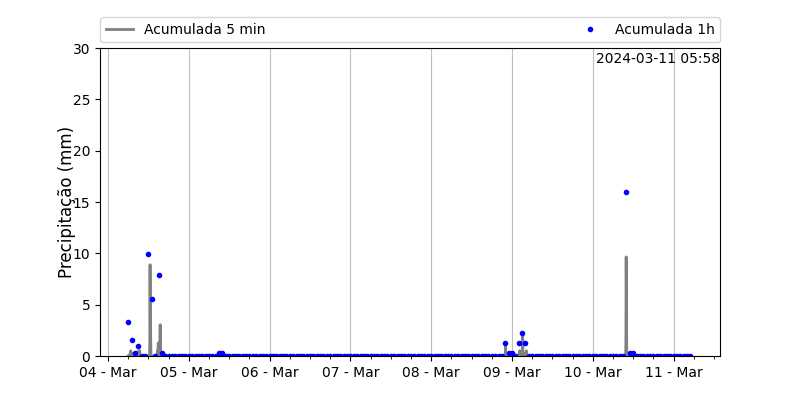 Acumulada 5 min
Acumulada 1h
2024-03-11 05:58
Precipitação (mm)
30
25
20
15
10
5
0
04 - Mar
05 - Mar
06 - Mar
07 - Mar
08 - Mar
09 - Mar
10 - Mar
11 - Mar